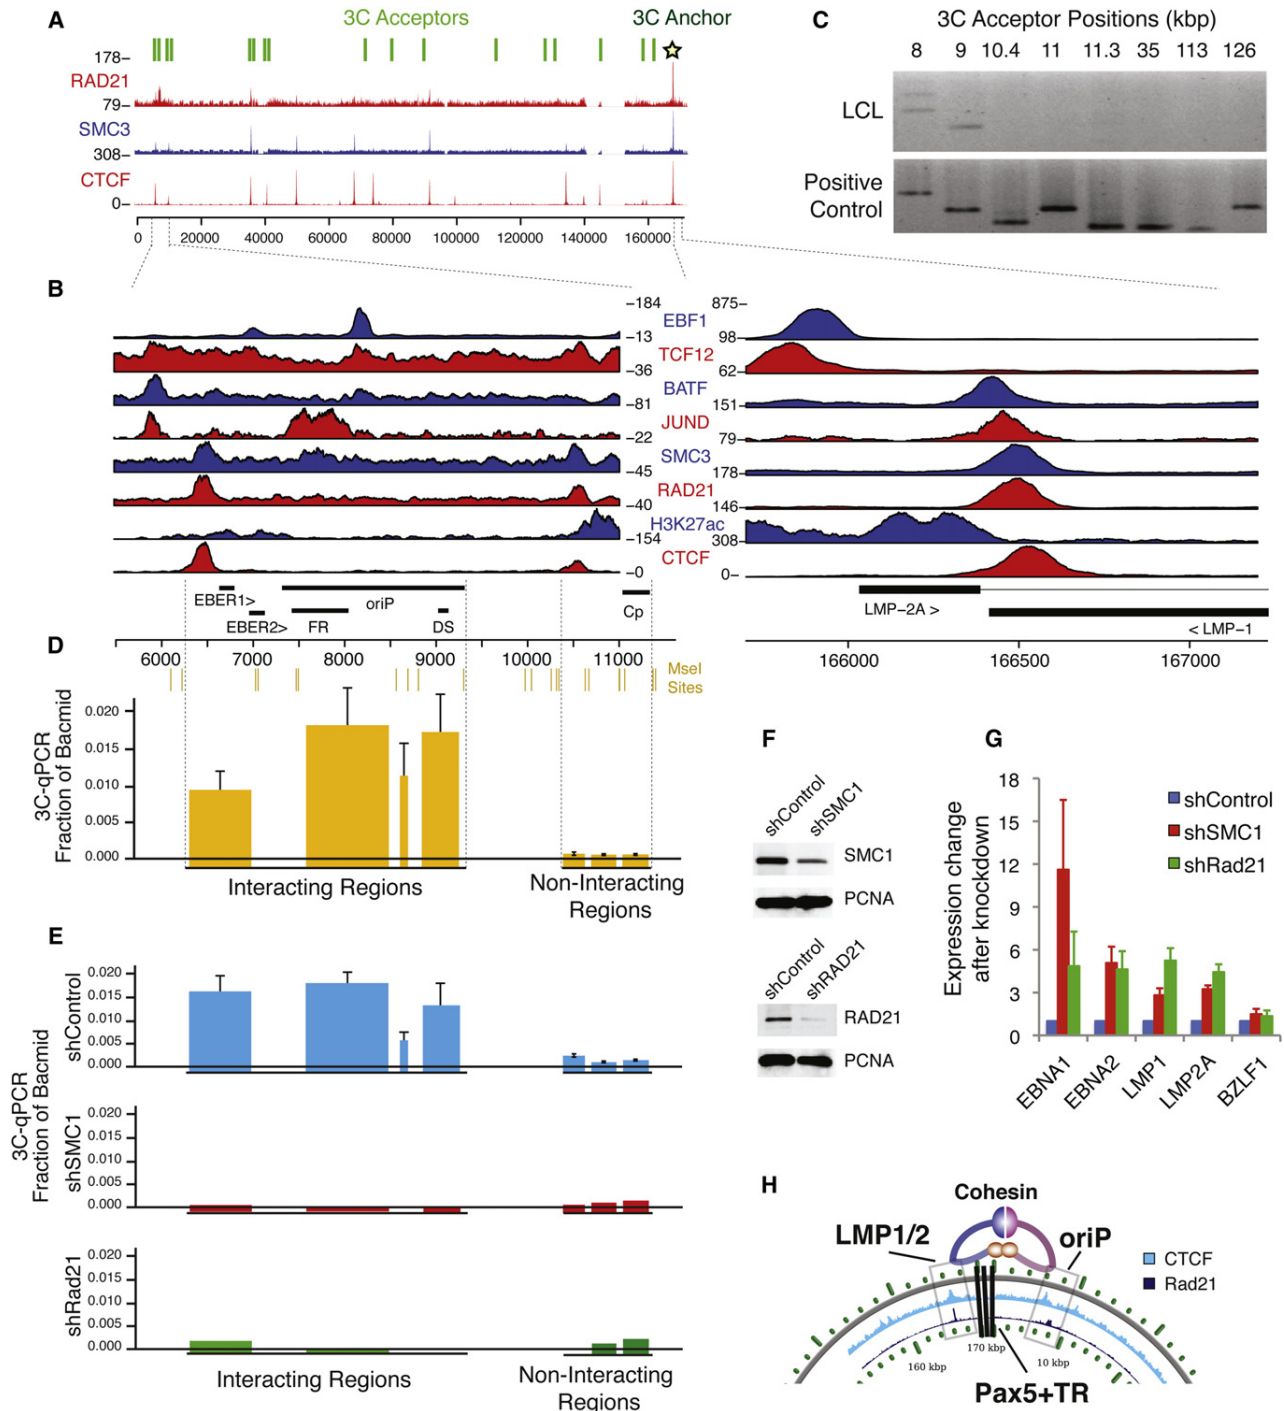 A
3C Acceptors
3C Anchor
178–
RAD21
79–
SMC3
308–
CTCF
0–
0 20000 40000 60000 80000 100000 120000 140000 160000
C
3C Acceptor Positions (kbp)
8 9 10.4 11 11.3 35 113 126
LCL
Positive
Control
B
–184 EBF1 875–
–13 TCF12 98–
–36 BATF 62–
–81 JUND 151–
–22 SMC3 79–
–45 RAD21 178–
–40 H3K27ac 146–
–154 CTCF 308–
–0 0–
EBER1>
EBER2>
oriP
FR
DS
Cp
LMP-2A >
< LMP-1
166000 166500 167000
D
6000 7000 8000 9000 10000 11000
MseI
Sites
3C-qPCR
Fraction of Bacmid
0.020
0.015
0.010
0.005
0.000
Interacting Regions
Non-Interacting
Regions
E
3C-qPCR
Fraction of Bacmid
shControl
0.020
0.015
0.010
0.005
0.000
shSMC1
0.020
0.015
0.010
0.005
0.000
shRad21
0.020
0.015
0.010
0.005
0.000
Interacting Regions
Non-Interacting
Regions
F
shControl
shSMC1
SMC1
PCNA
shControl
shRAD21
RAD21
PCNA
G
Expression change
after knockdown
18
15
12
9
6
3
0
shControl
shSMC1
shRad21
EBNA1 EBNA2 LMP1 LMP2A BZLF1
H
Cohesin
LMP1/2
oriP
CTCF
Rad21
160 kbp
170 kbp
10 kbp
Pax5+TR